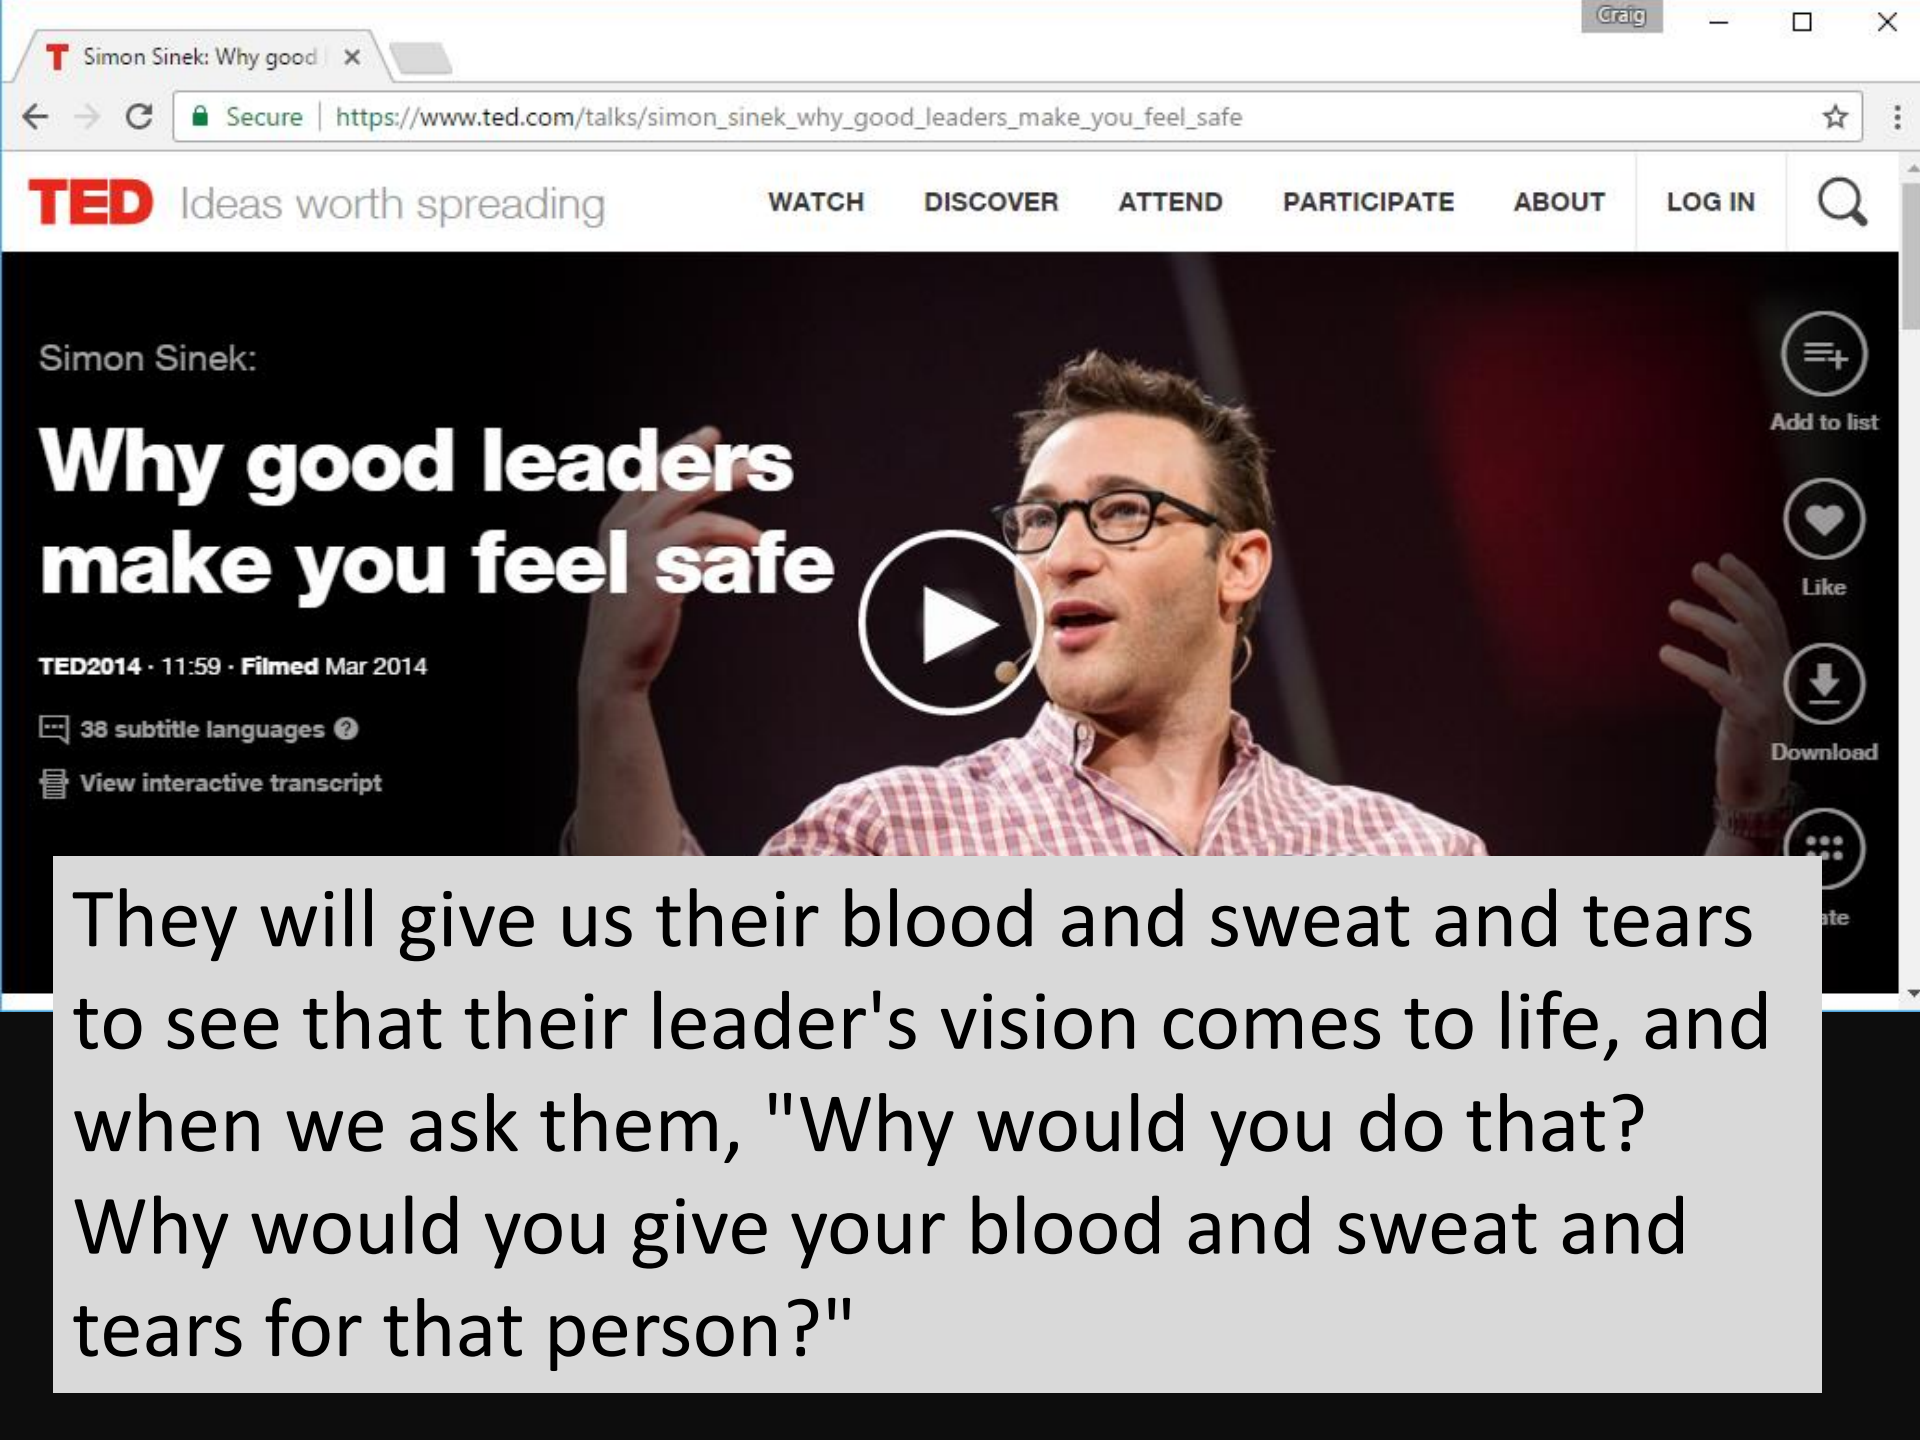 Craig
Simon Sinek: Why good
Secure | https://www.ted.com/talks/simon_sinek_why_good_leaders_make_you_feel_safe
TED Ideas worth spreading WATCH DISCOVER ATTEND PARTICIPATE ABOUT LOG IN
Simon Sinek:
Why good leaders
make you feel safe
TED2014 · 11:59 · Filmed Mar 2014
38 subtitle languages ?
View interactive transcript
Add to list
Like
Download
They will give us their blood and sweat and tears
to see that their leader's vision comes to life, and
when we ask them, "Why would you do that?
Why would you give your blood and sweat and
tears for that person?"